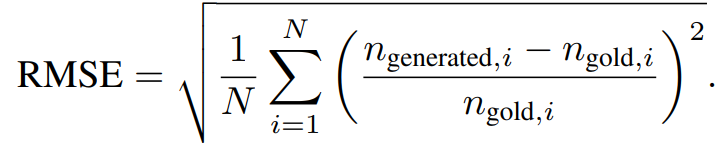 RMSE = \sqrt{\frac{1}{N} \sum_{i=1}^{N} \left( \frac{n_{\text{generated},i} - n_{\text{gold},i}}{n_{\text{gold},i}} \right)^2}.